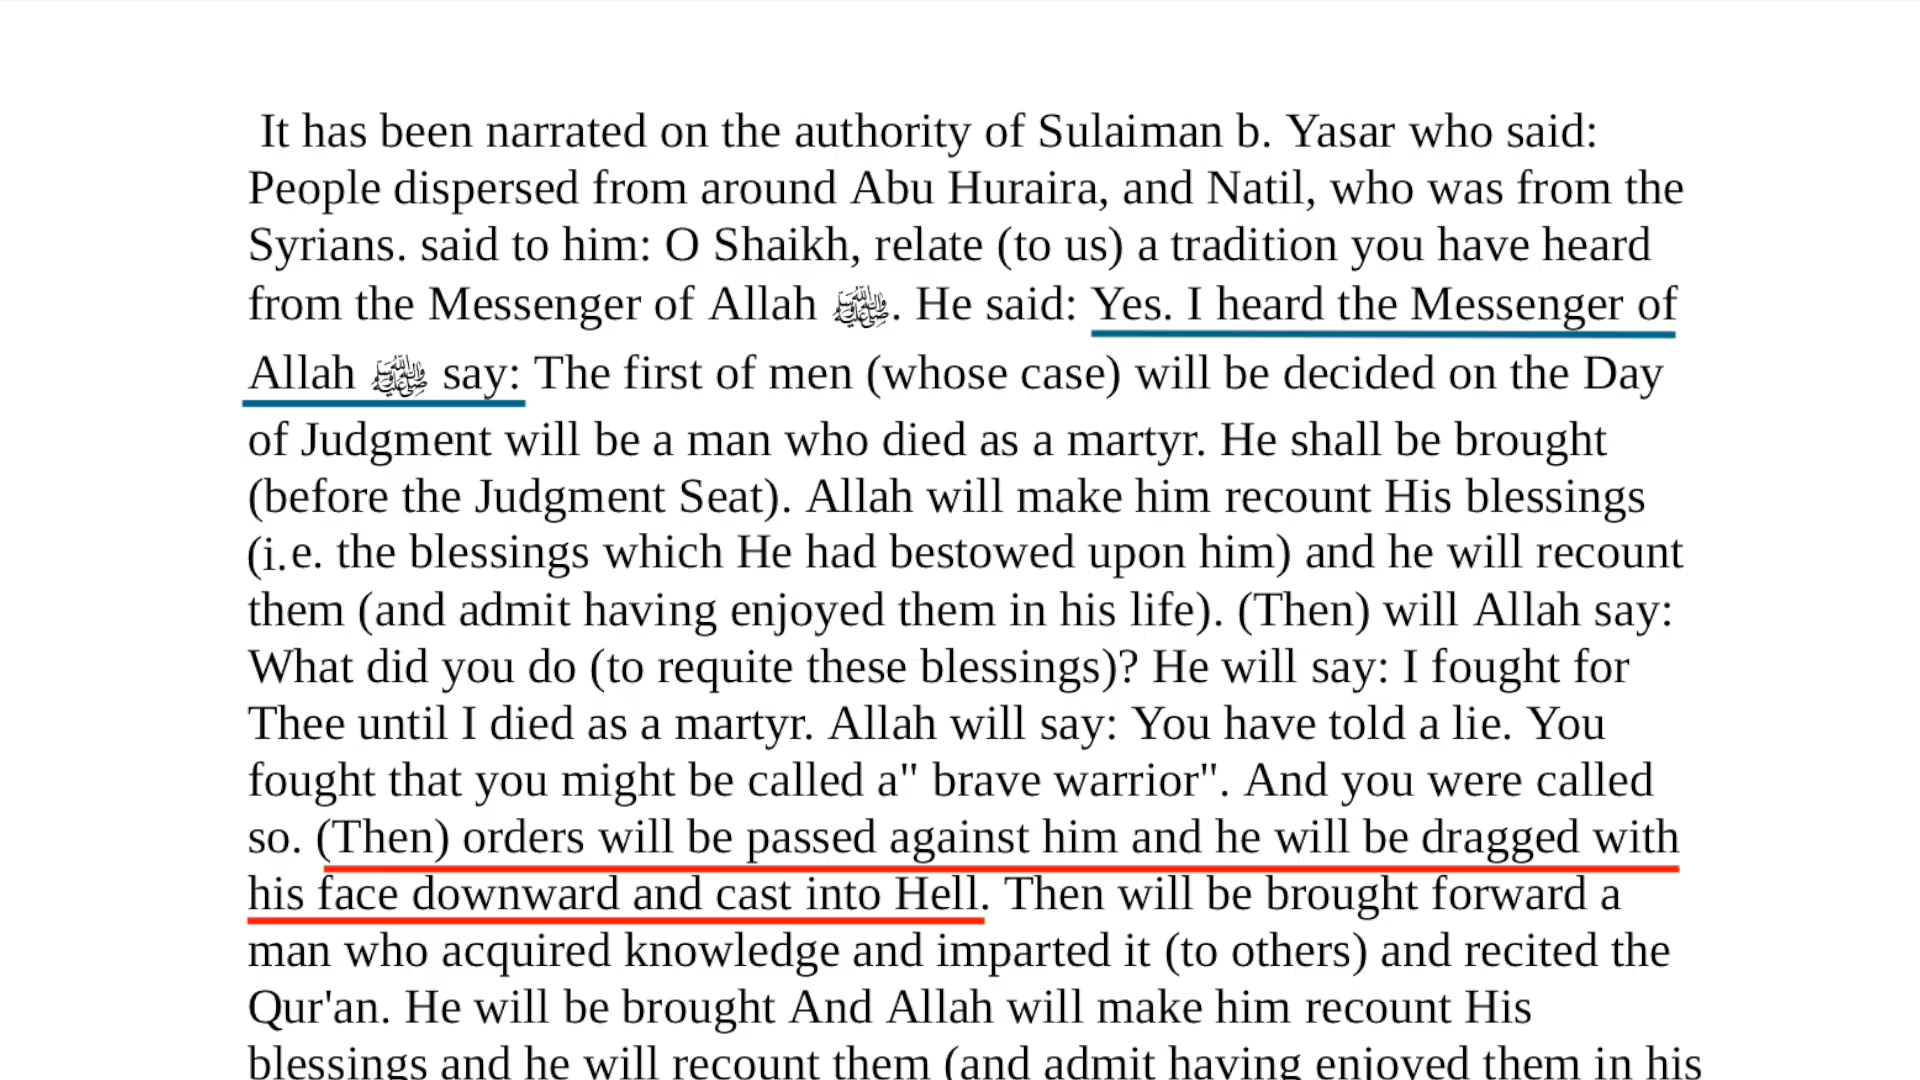 It has been narrated on the authority of Sulaiman b. Yasar who said:
People dispersed from around Abu Huraira, and Natil, who was from the
Syrians. said to him: O Shaikh, relate (to us) a tradition you have heard
from the Messenger of Allah ﷺ. He said: Yes. I heard the Messenger of
Allah ﷺ say: The first of men (whose case) will be decided on the Day
of Judgment will be a man who died as a martyr. He shall be brought
(before the Judgment Seat). Allah will make him recount His blessings
(i.e. the blessings which He had bestowed upon him) and he will recount
them (and admit having enjoyed them in his life). (Then) will Allah say:
What did you do (to requite these blessings)? He will say: I fought for
Thee until I died as a martyr. Allah will say: You have told a lie. You
fought that you might be called a" brave warrior". And you were called
so. (Then) orders will be passed against him and he will be dragged with
his face downward and cast into Hell. Then will be brought forward a
man who acquired knowledge and imparted it (to others) and recited the
Qur'an. He will be brought And Allah will make him recount His
blessings and he will recount them (and admit having enjoyed them in his